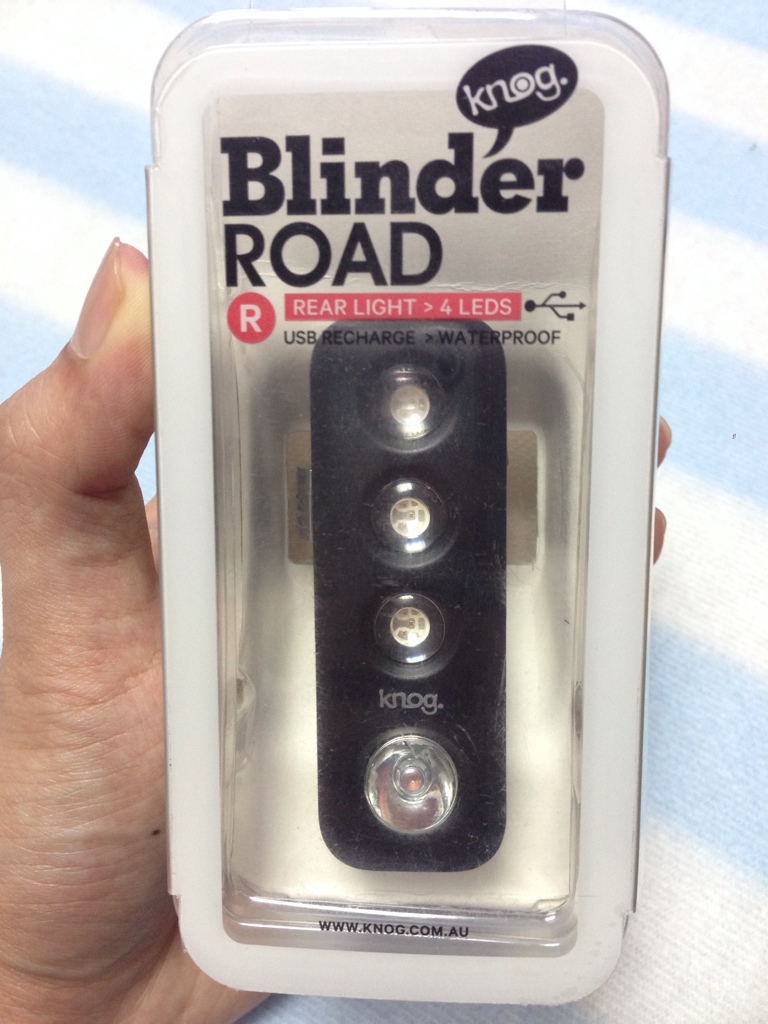 knog.
Blinder
ROAD
R REAR LIGHT > 4 LEDS
USB RECHARGE > WATERPROOF
knog.
WWW.KNOG.COM.AU